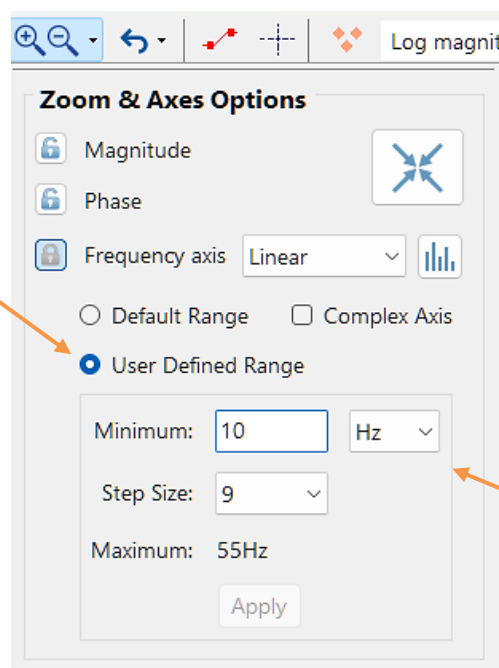 Log magnit
Zoom & Axes Options
Magnitude
Phase
Frequency axis Linear
Default Range Complex Axis
User Defined Range
Minimum: 10 Hz
Step Size: 9
Maximum: 55Hz
Apply